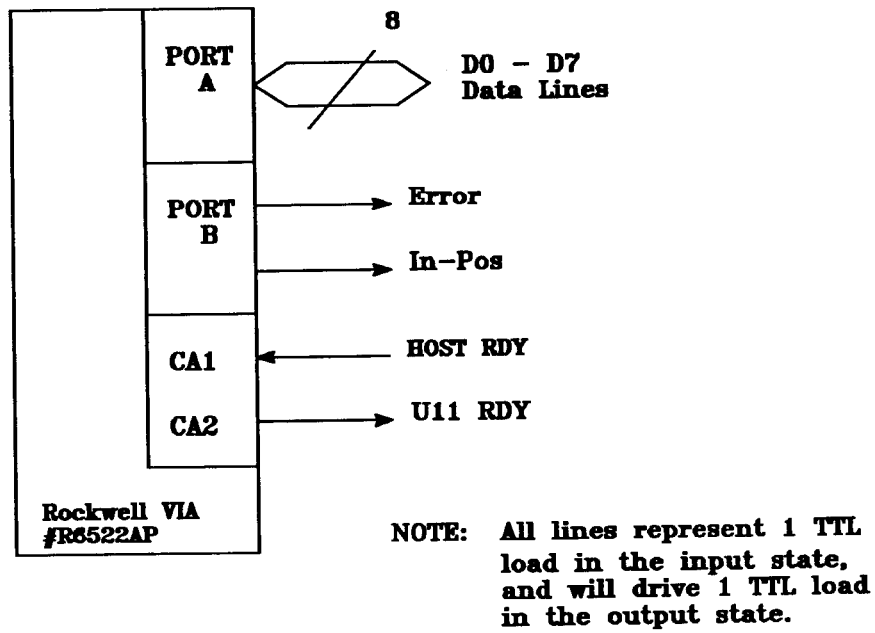 8
PORT
A
D0 - D7
Data Lines
PORT
B
Error
In-Pos
CA1
HOST RDY
CA2
U11 RDY
Rockwell VIA
#R6522AP
NOTE: All lines represent 1 TTL
load in the input state,
and will drive 1 TTL load
in the output state.